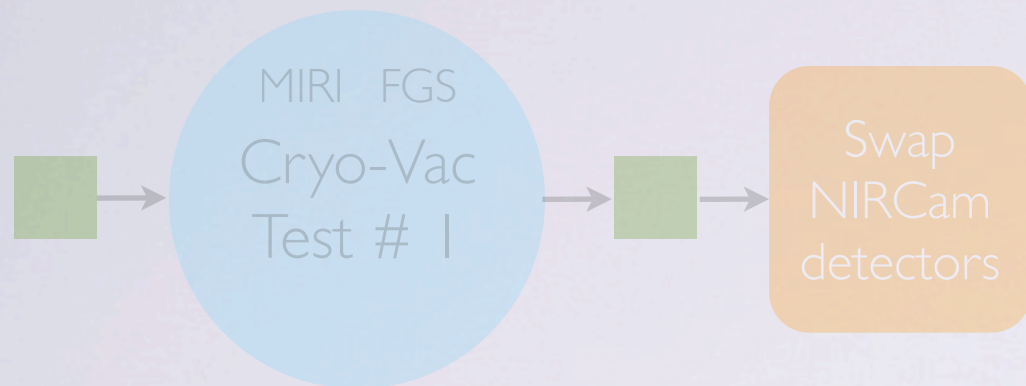 MIRI FGS
Cryo-Vac
Test # 1
Swap
NIRCam
detectors